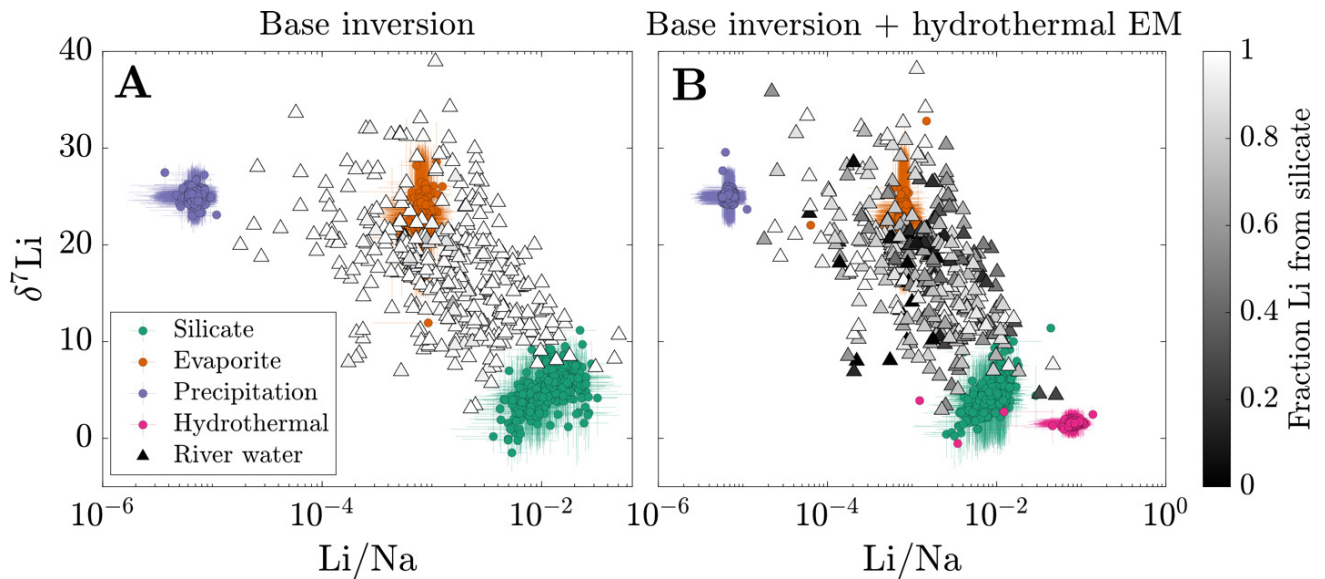 Base inversion
Base inversion + hydrothermal EM
A
B
40
30
20
10
0
δ⁷Li
Silicate
Evaporite
Precipitation
Hydrothermal
River water
10⁻⁶
10⁻⁴
10⁻²
Li/Na
10⁻⁶
10⁻⁴
10⁻²
10⁰
Li/Na
1
0.8
0.6
0.4
0.2
0
Fraction Li from silicate